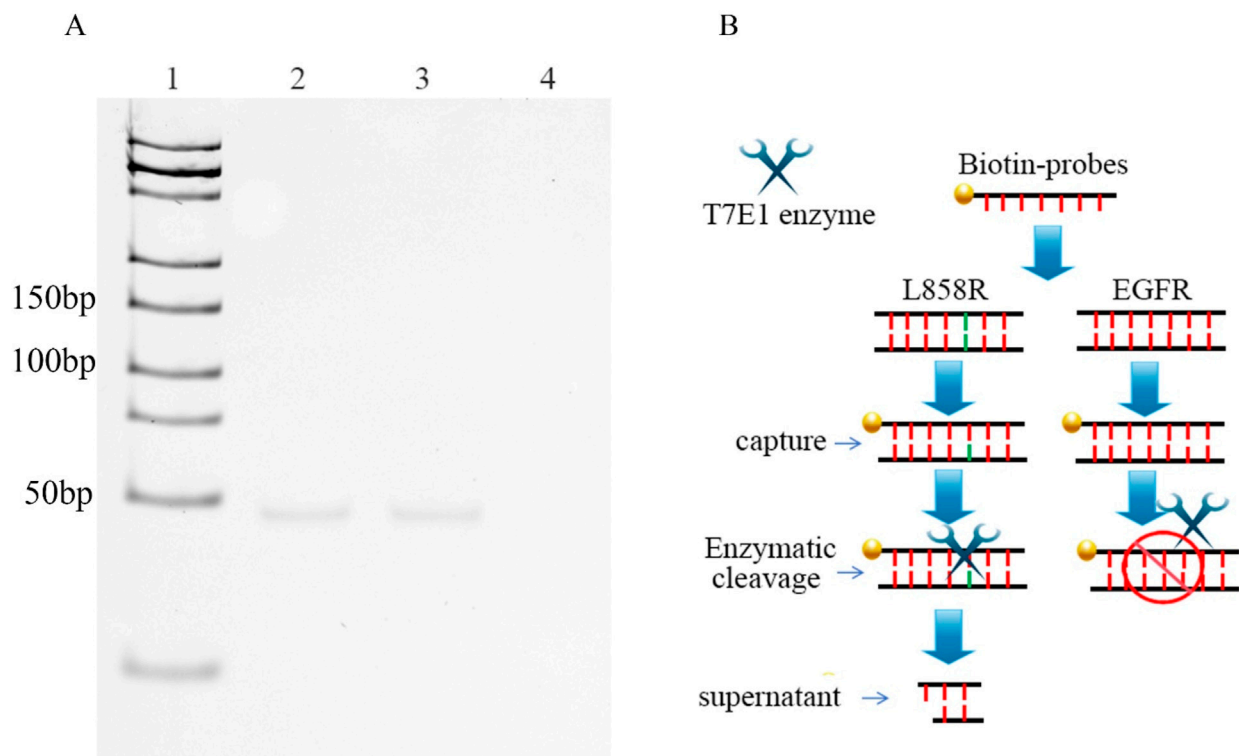 A
1 2 3 4
150bp
100bp
50bp
B
T7E1 enzyme
Biotin-probes
L858R EGFR
capture
Enzymatic
cleavage
supernatant